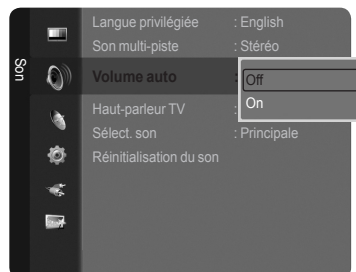 Son
Langue privilégiée : English
Son multi-piste : Stéréo
Volume auto :
Off
On
Haut-parleur TV :
Sélect. son : Principale
Réinitialisation du son